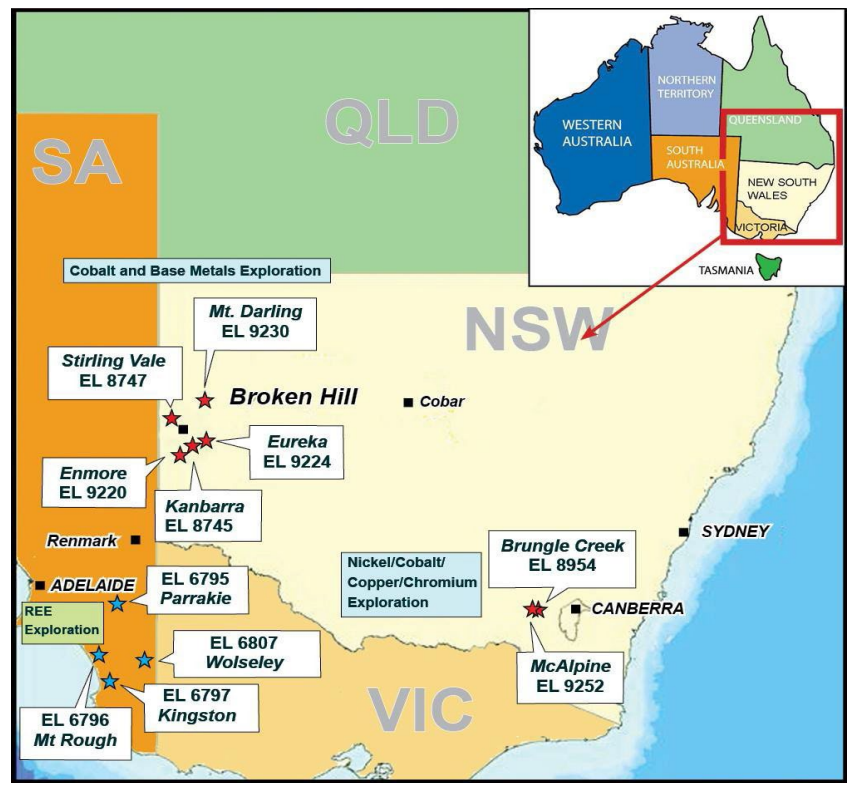 QLD
SA
WESTERN
AUSTRALIA
NORTHERN
TERRITORY
QUEENSLAND
SOUTH
AUSTRALIA
NEW SOUTH
WALES
VICTORIA
TASMANIA
Cobalt and Base Metals Exploration
Mt. Darling
EL 9230
NSW
Stirling Vale
EL 8747
Broken Hill
Cobar
Eureka
EL 9224
Enmore
EL 9220
Kanbarra
EL 8745
Renmark
SYDNEY
Brungle Creek
EL 8954
Nickel/Cobalt/
Copper/Chromium
Exploration
ADELAIDE
EL 6795
Parrakie
CANBERRA
REE
Exploration
EL 6807
Wolseley
McAlpine
EL 9252
EL 6797
Kingston
VIC
EL 6796
Mt Rough